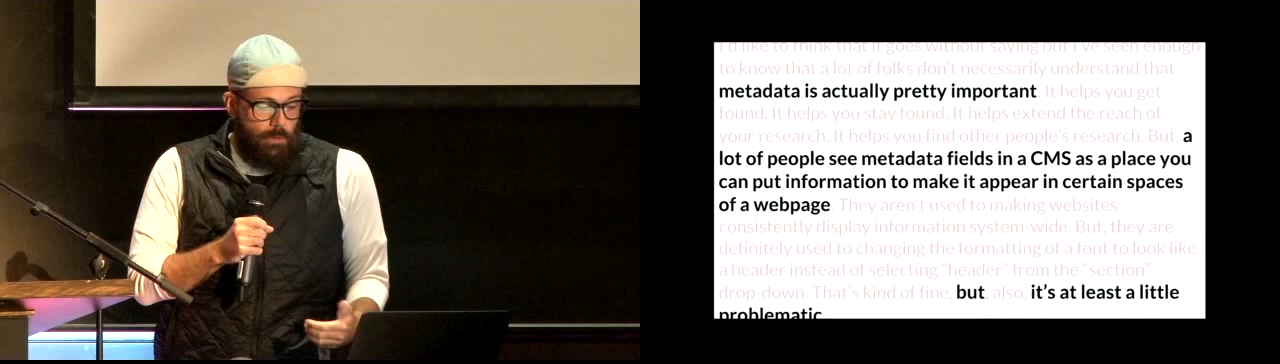 I'd like to think that it goes without saying but I've seen enough
to know that a lot of folks don't necessarily understand that
metadata is actually pretty important. It helps you get
found. It helps you stay found. It helps extend the reach of
your research. It helps you find other people's research. But, a
lot of people see metadata fields in a CMS as a place you
can put information to make it appear in certain spaces
of a webpage. They aren't used to making websites
consistently display information system-wide. But, they are
definitely used to changing the formatting of a font to look like
a header instead of selecting "header" from the "section"
drop-down. That's kind of fine, but, also, it's at least a little
problematic